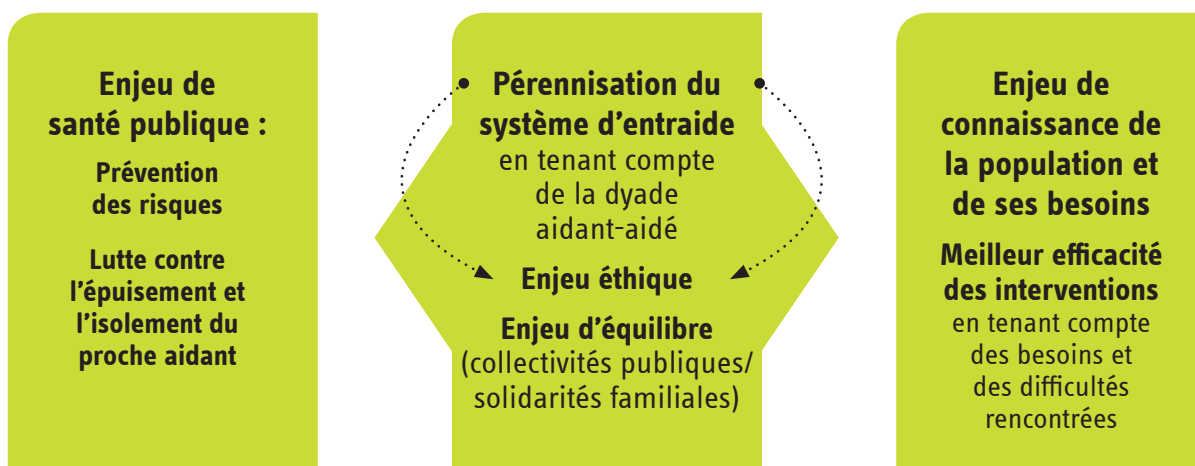 Enjeu de
santé publique :
Prévention
des risques
Lutte contre
l'épuisement et
l'isolement du
proche aidant
Pérennisation du
système d'entraide
en tenant compte
de la dyade
aidant-aidé
Enjeu éthique
Enjeu d'équilibre
(collectivités publiques/
solidarités familiales)
Enjeu de
connaissance de
la population et
de ses besoins
Meilleur efficacité
des interventions
en tenant compte
des besoins et
des difficultés
rencontrées